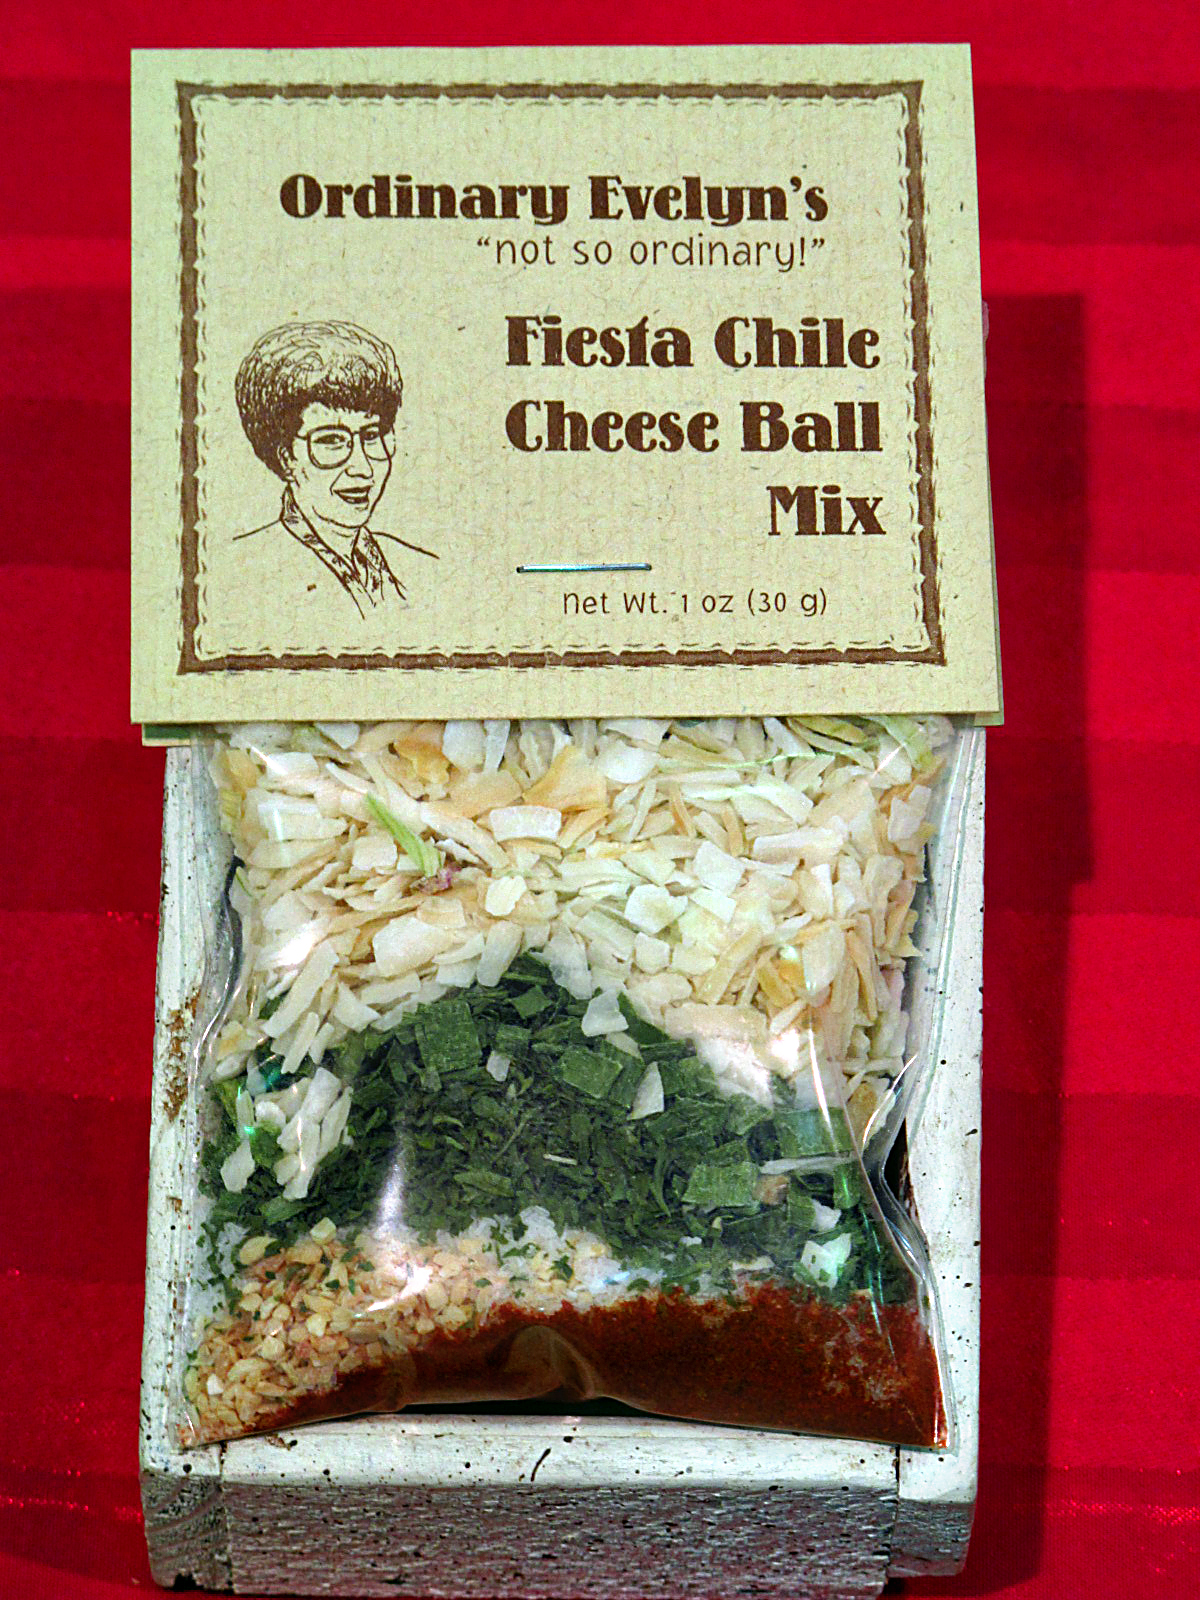 Ordinary Evelyn's
"not so ordinary!"
Fiesta Chile
Cheese Ball
Mix
Net Wt. 1 oz (30 g)